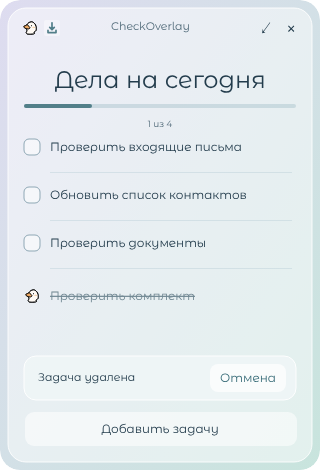 CheckOverlay
Дела на сегодня
1 из 4
Проверить входящие письма
Обновить список контактов
Проверить документы
Проверить комплект
Задача удалена
Отмена
Добавить задачу